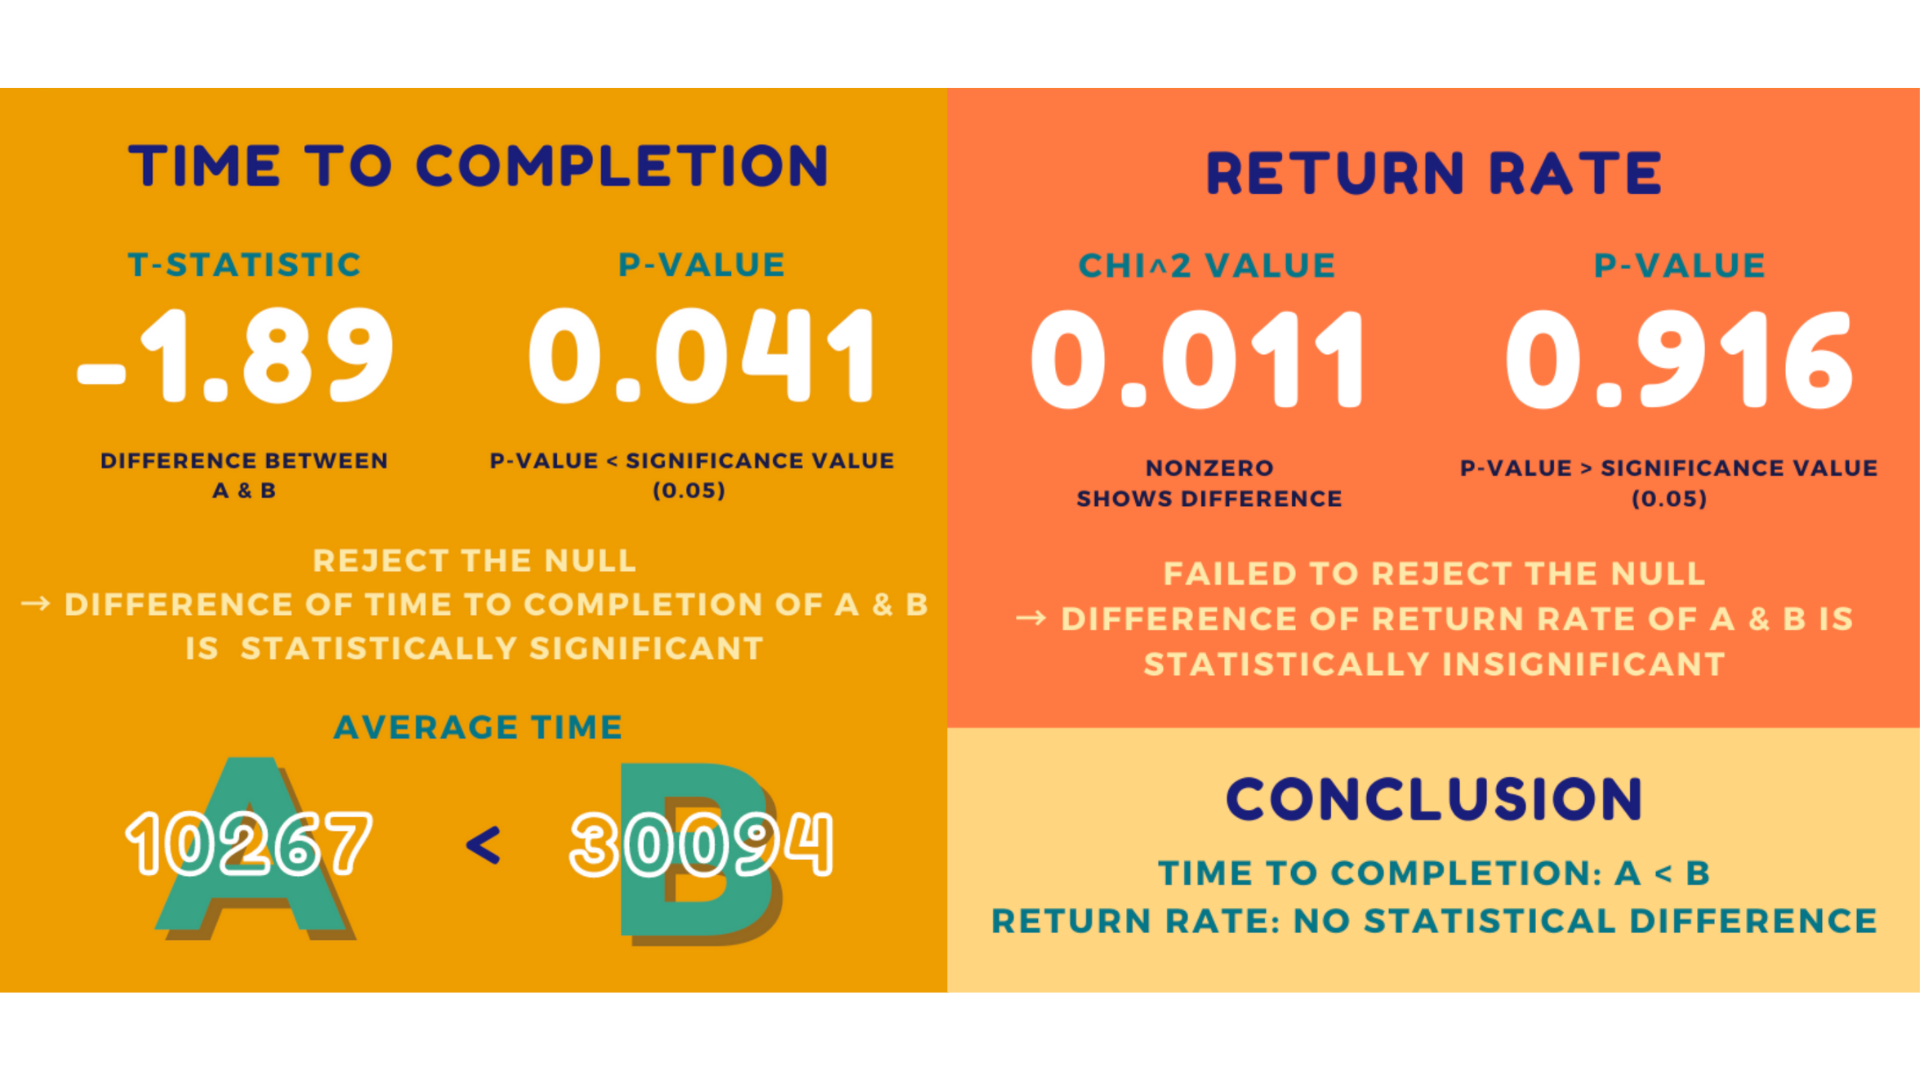 TIME TO COMPLETION
T-STATISTIC
-1.89
DIFFERENCE BETWEEN
A & B
P-VALUE
0.041
P-VALUE < SIGNIFICANCE VALUE
(0.05)
REJECT THE NULL
→ DIFFERENCE OF TIME TO COMPLETION OF A & B
IS STATISTICALLY SIGNIFICANT
AVERAGE TIME
A
10267
<
B
30094
RETURN RATE
CHI^2 VALUE
0.011
NONZERO
SHOWS DIFFERENCE
P-VALUE
0.916
P-VALUE > SIGNIFICANCE VALUE
(0.05)
FAILED TO REJECT THE NULL
→ DIFFERENCE OF RETURN RATE OF A & B IS
STATISTICALLY INSIGNIFICANT
CONCLUSION
TIME TO COMPLETION: A < B
RETURN RATE: NO STATISTICAL DIFFERENCE